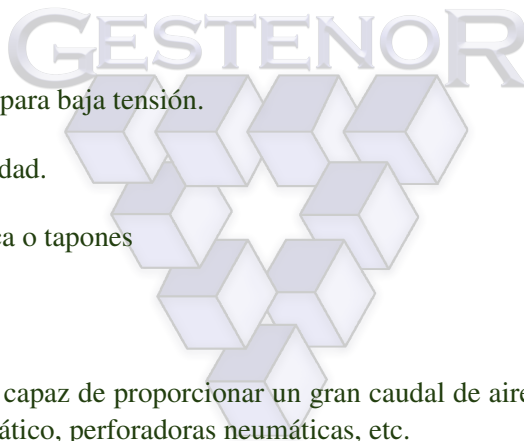 GESTENOR
para baja tensión.
dad.
ca o tapones
capaz de proporcionar un gran caudal de aire
ático, perforadoras neumáticas, etc.